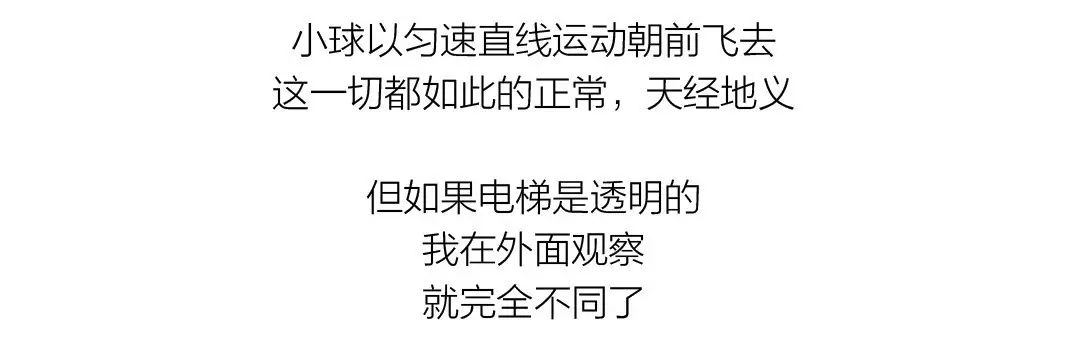 小球以匀速直线运动朝前飞去
这一切都如此的正常，天经地义
但如果电梯是透明的
我在外面观察
就完全不同了